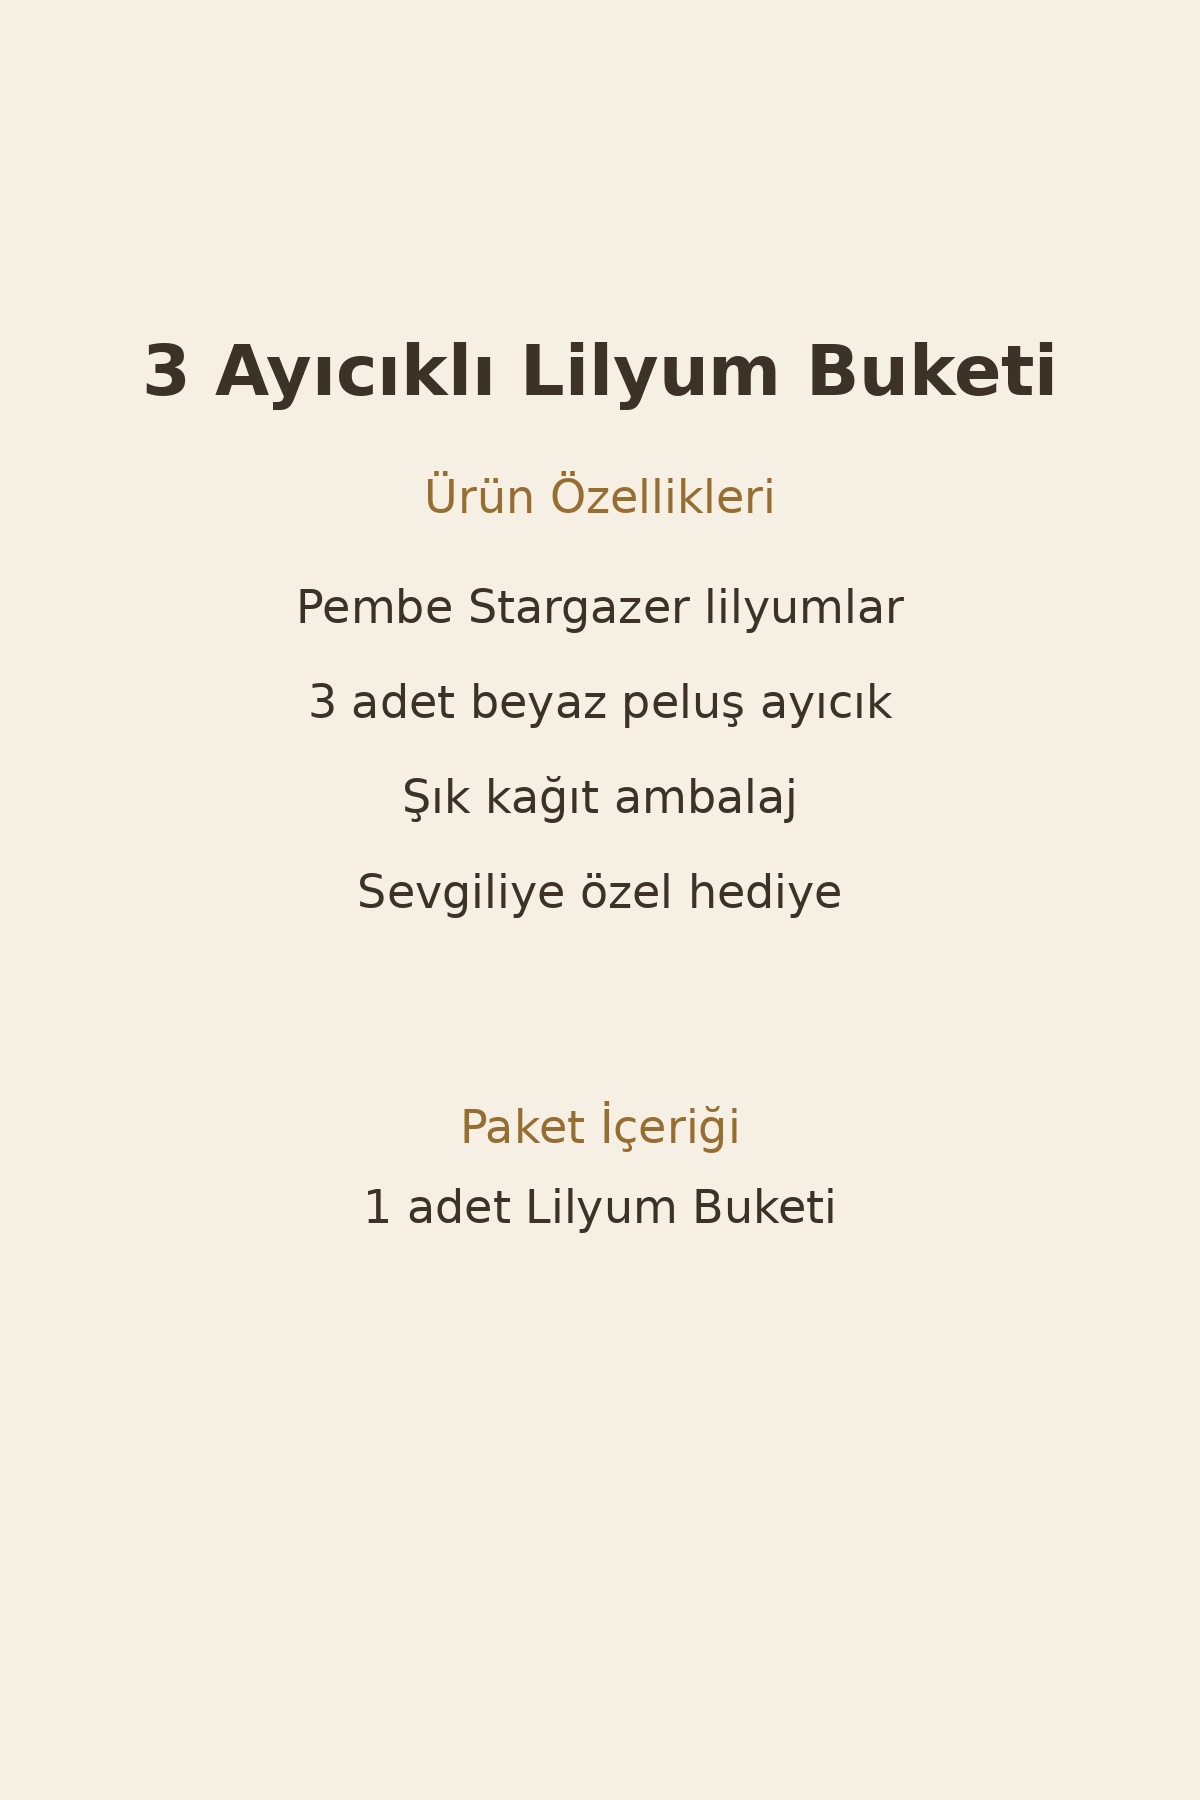 3 Ayıcıklı Lilyum Buketi
Ürün Özellikleri
Pembe Stargazer lilyumlar
3 adet beyaz peluş ayıcık
Şık kağıt ambalaj
Sevgiliye özel hediye
Paket İçeriği
1 adet Lilyum Buketi